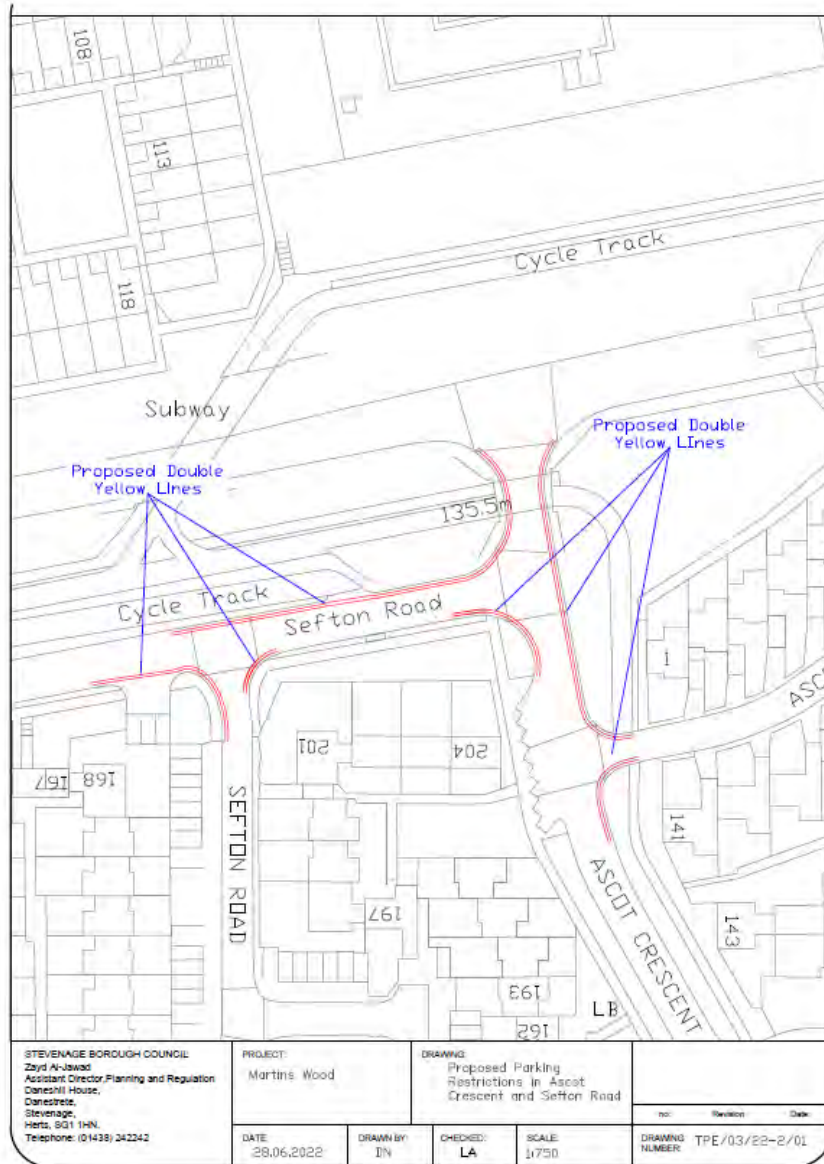 108
113
118
Cycle Track
Subway
Proposed Double
Yellow LInes
Proposed Double
Yellow LInes
135.5m
Cycle Track
Sefton Road
1
ASC
201
204
167
168
SEFTON ROAD
141
ASCOT CRESCENT
197
143
193
LB
162
STEVENAGE BOROUGH COUNCIL
Zayd Al-Jawad
Assistant Director,Planning and Regulation
Daneshill House,
Danestrete,
Stevenage,
Herts, SG1 1HN.
Telephone: (01438) 242242
PROJECT:
Martins Wood
DRAWING
Proposed Parking
Restrictions in Ascot
Crescent and Sefton Road
no: Revision Date:
DATE
28.06.2022
DRAWN BY:
CHECKED:
LA
SCALE
1:750
DRAWING
NUMBER
TPE/03/22-2/01